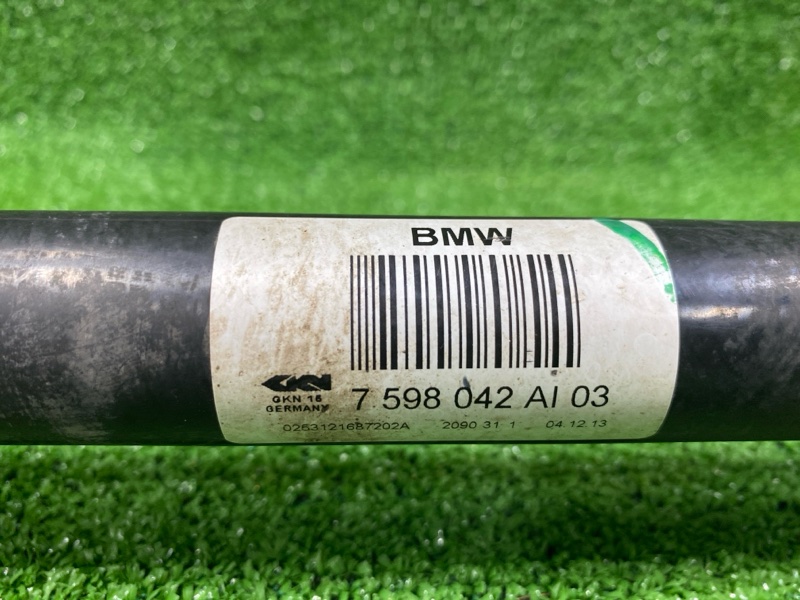 BMW
GKN
GKN 16
GERMANY
7 598 042 AI 03
0253121687202A 2090 31 1 04.12.13